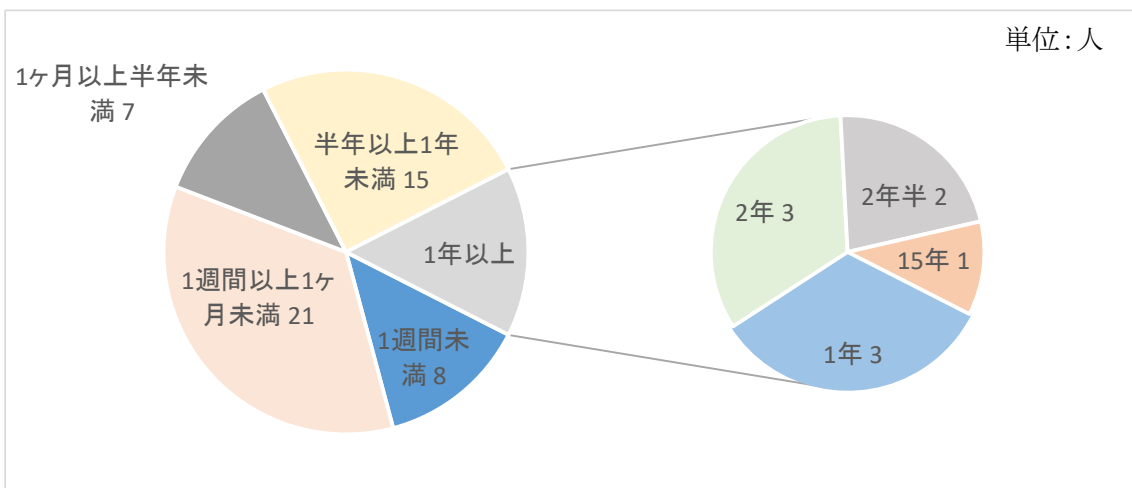 単位:人
1ヶ月以上半年未
満 7
半年以上1年
未満 15
1年以上
1週間以上1ヶ
月未満 21
1週間未
満 8
2年 3
2年半 2
15年 1
1年 3